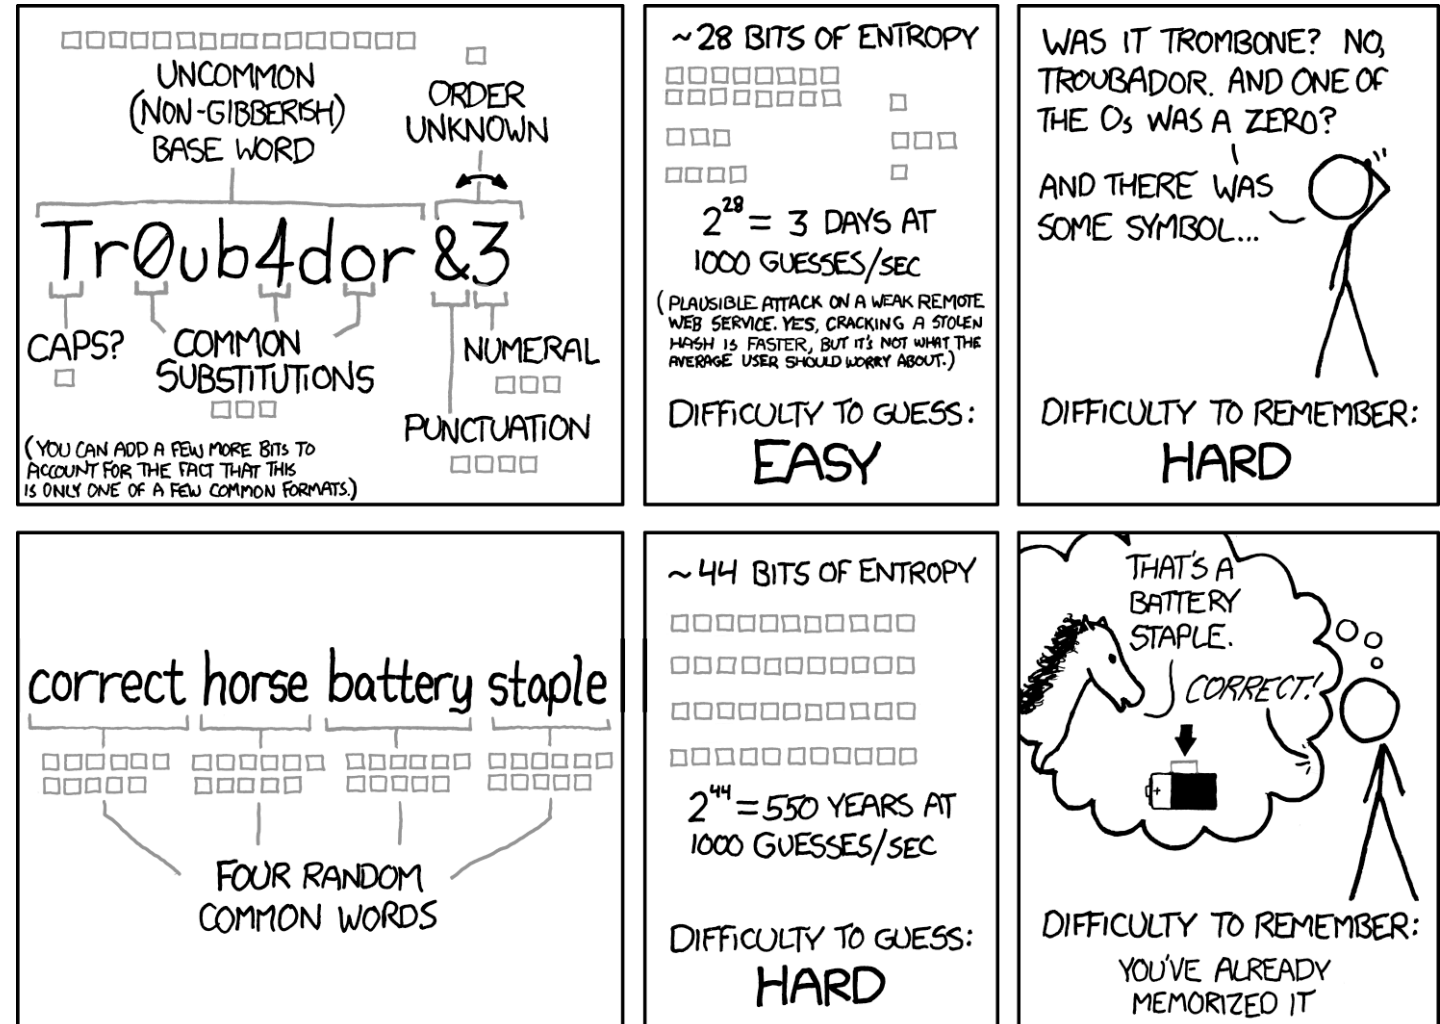 UNCOMMON
(NON-GIBBERISH)
BASE WORD
ORDER
UNKNOWN
Tr0ub4dor &3
CAPS?
COMMON
SUBSTITUTIONS
NUMERAL
PUNCTUATION
(YOU CAN ADD A FEW MORE BITS TO
ACCOUNT FOR THE FACT THAT THIS
IS ONLY ONE OF A FEW COMMON FORMATS.)
~28 BITS OF ENTROPY
2^28 = 3 DAYS AT
1000 GUESSES/SEC
(PLAUSIBLE ATTACK ON A WEAK REMOTE
WEB SERVICE. YES, CRACKING A STOLEN
HASH IS FASTER, BUT IT'S NOT WHAT THE
AVERAGE USER SHOULD WORRY ABOUT.)
DIFFICULTY TO GUESS:
EASY
WAS IT TROMBONE? NO,
TROUBADOR. AND ONE OF
THE Os WAS A ZERO?
AND THERE WAS
SOME SYMBOL...
DIFFICULTY TO REMEMBER:
HARD
correct horse battery staple
FOUR RANDOM
COMMON WORDS
~44 BITS OF ENTROPY
2^44 = 550 YEARS AT
1000 GUESSES/SEC
DIFFICULTY TO GUESS:
HARD
THAT'S A
BATTERY
STAPLE.
CORRECT!
+
DIFFICULTY TO REMEMBER:
YOU'VE ALREADY
MEMORIZED IT